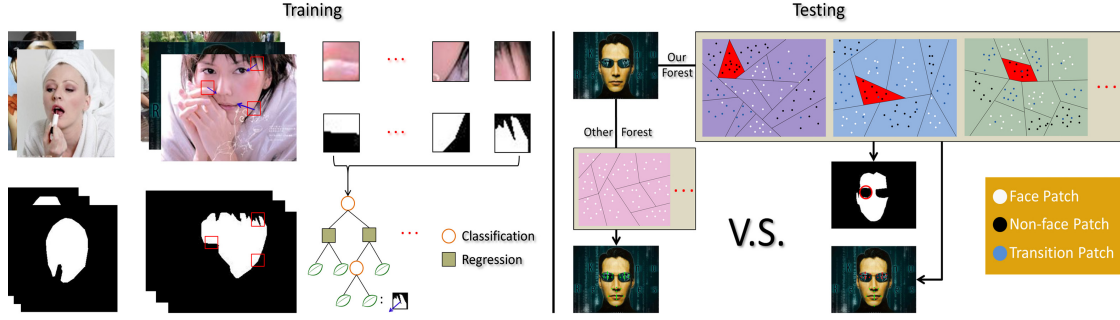 Training
Testing
Our
Forest
Other Forest
V.S.
Classification
Regression
:
Face Patch
Non-face Patch
Transition Patch